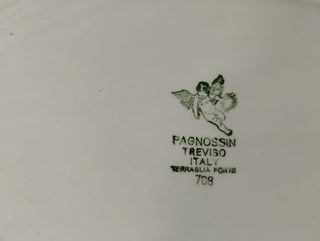 PAGNOSSIN
TREVISO
ITALY
TERRAGLIA FORTE
708